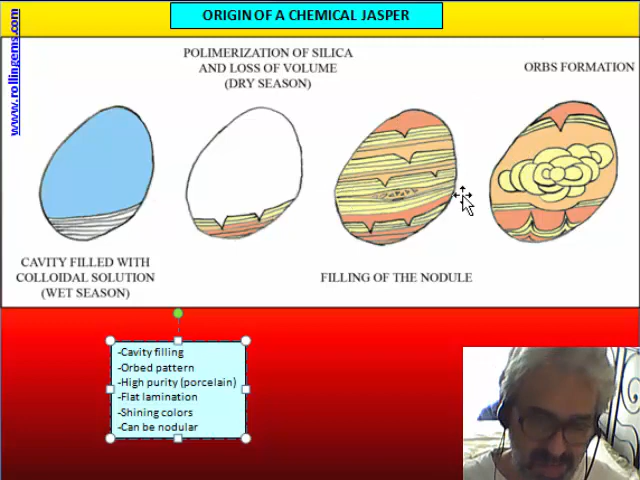 ORIGIN OF A CHEMICAL JASPER
www.rollingems.com
POLIMERIZATION OF SILICA
AND LOSS OF VOLUME
(DRY SEASON)
ORBS FORMATION
CAVITY FILLED WITH
COLLOIDAL SOLUTION
(WET SEASON)
FILLING OF THE NODULE
-Cavity filling
-Orbed pattern
-High purity (porcelain)
-Flat lamination
-Shining colors
-Can be nodular